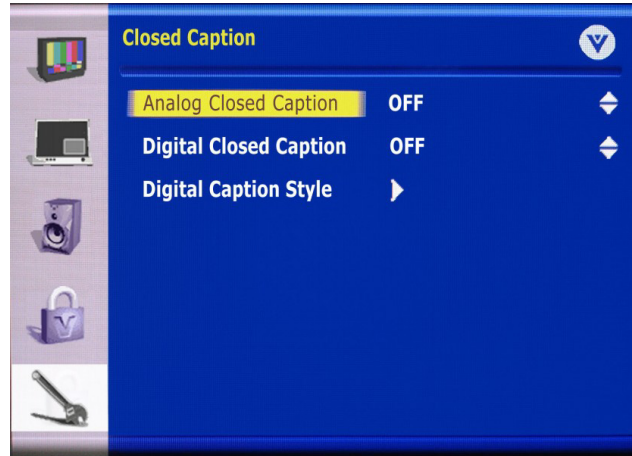 Closed Caption
Analog Closed Caption OFF
Digital Closed Caption OFF
Digital Caption Style